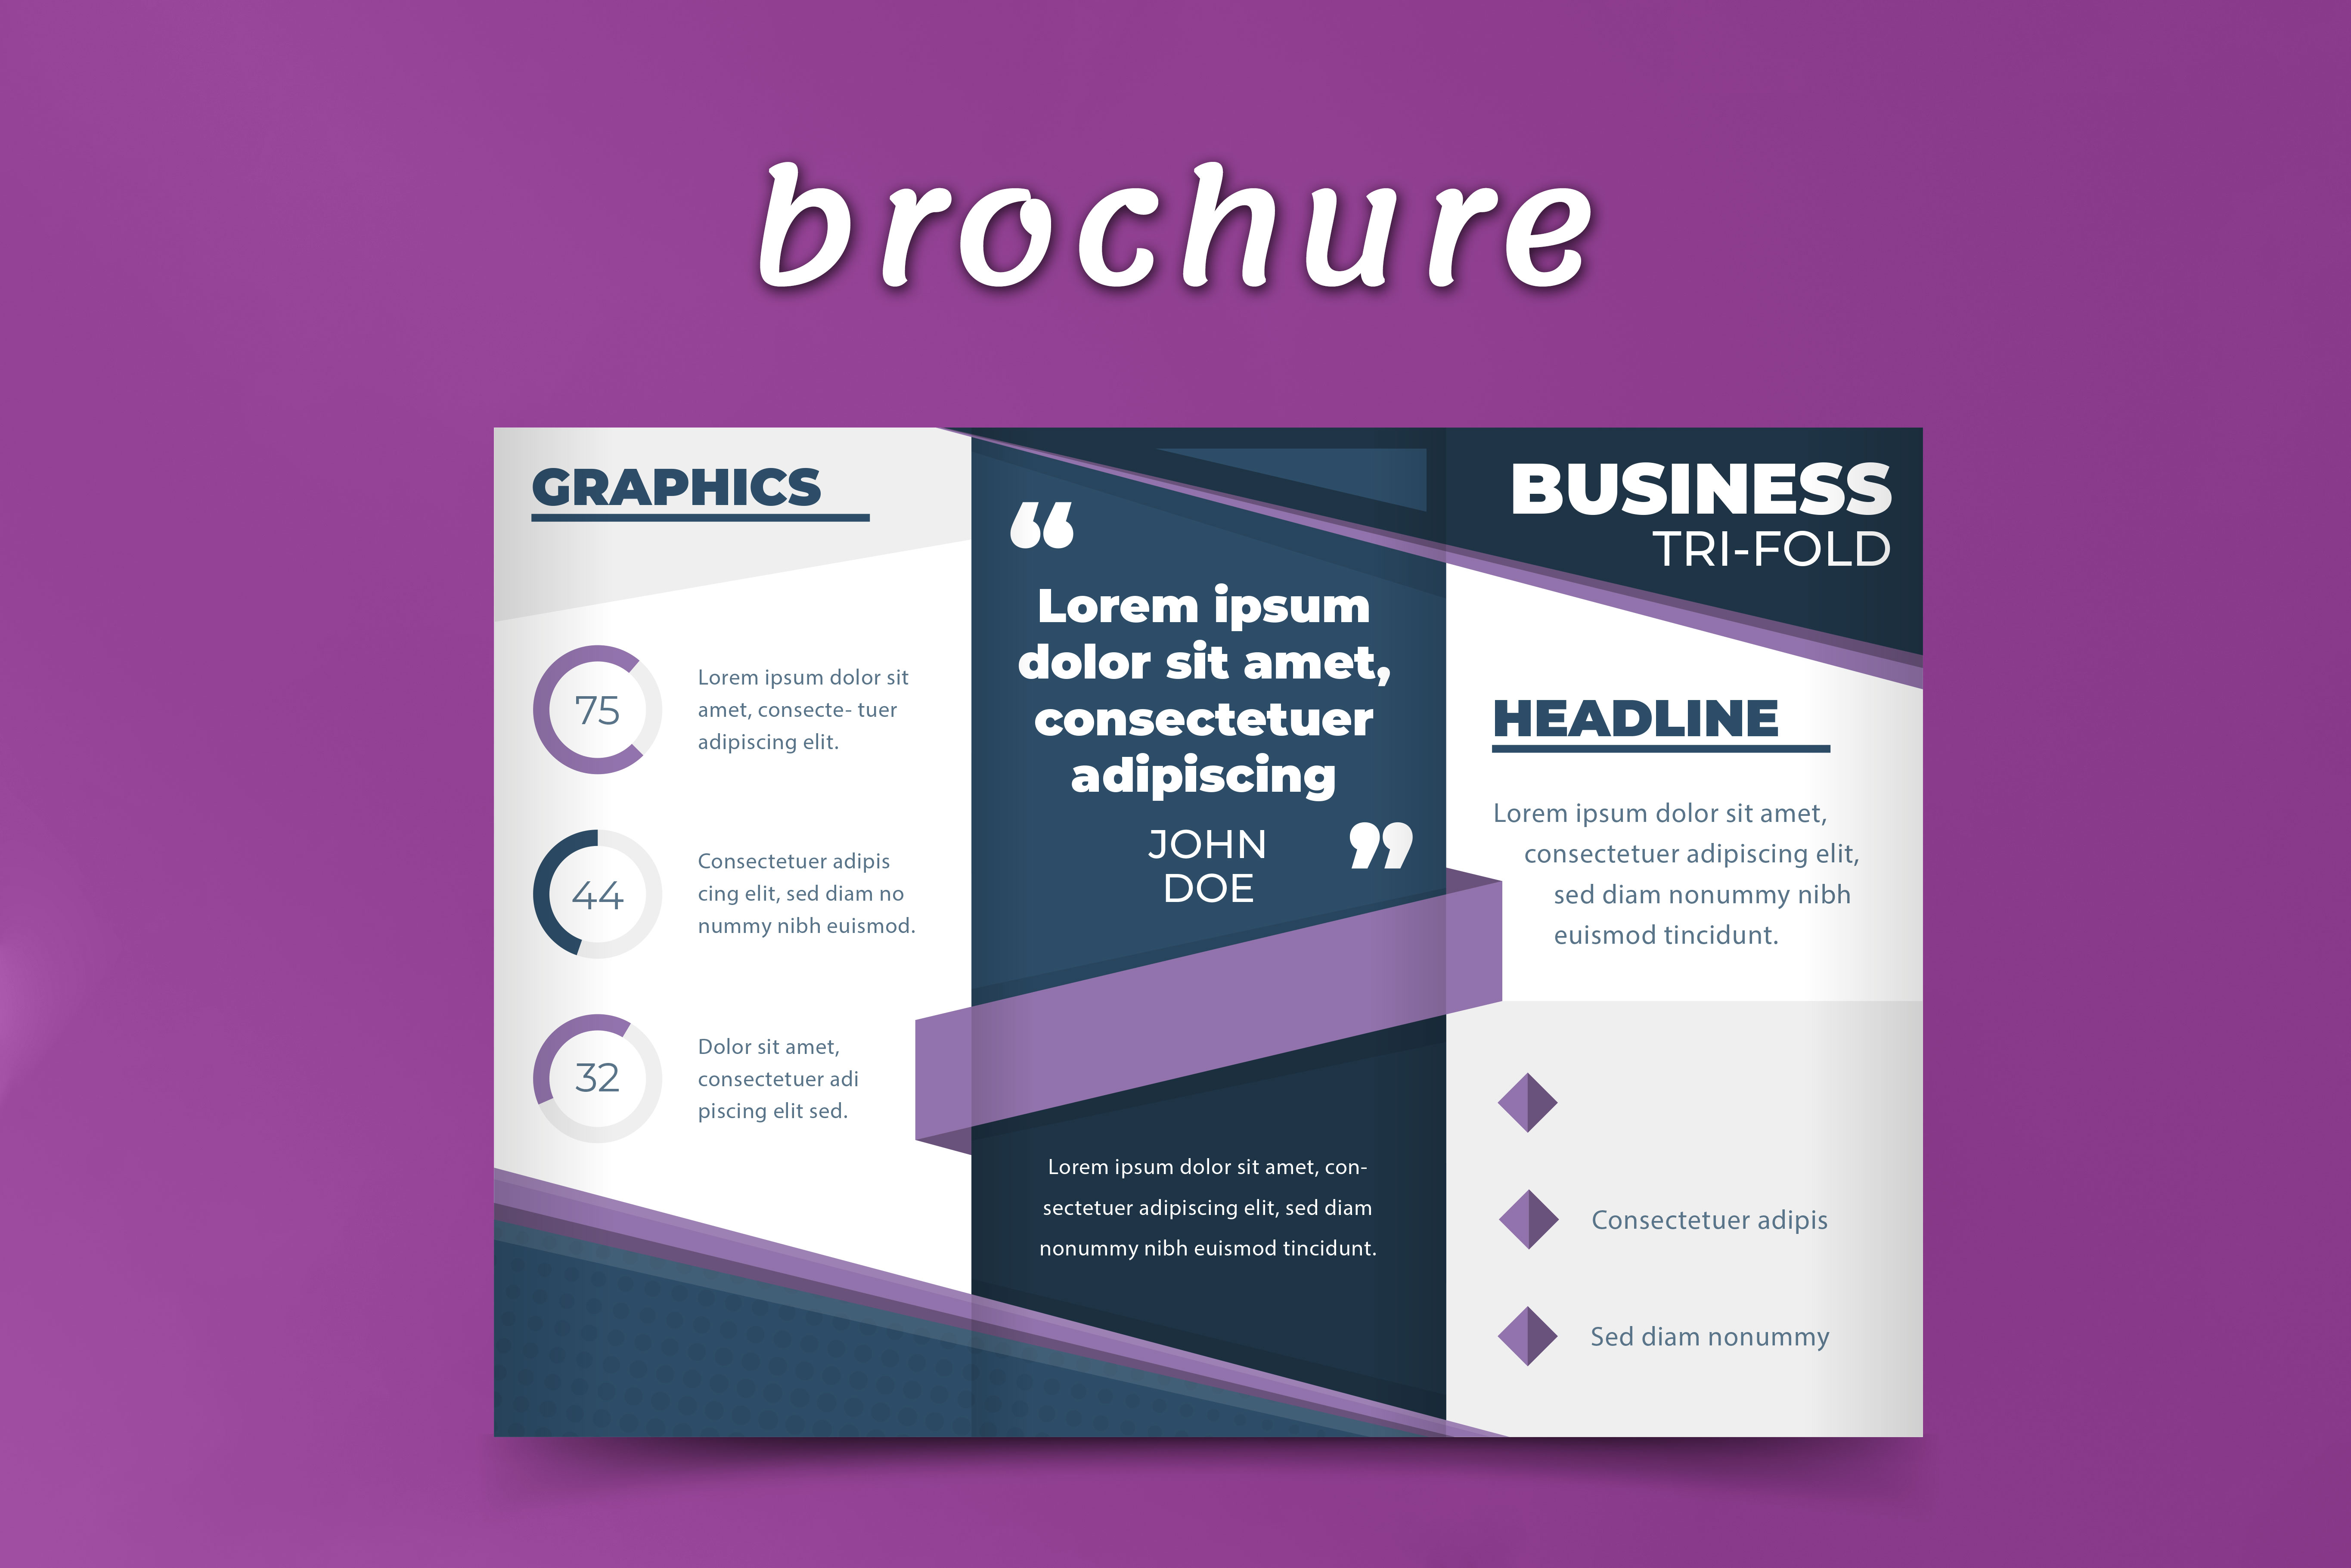 brochure
GRAPHICS
75
Lorem ipsum dolor sit
amet, consecte- tuer
adipiscing elit.
44
Consectetuer adipis
cing elit, sed diam no
nummy nibh euismod.
32
Dolor sit amet,
consectetuer adi
piscing elit sed.
“
Lorem ipsum
dolor sit amet,
consectetuer
adipiscing
JOHN
DOE
”
Lorem ipsum dolor sit amet, con-
sectetuer adipiscing elit, sed diam
nonummy nibh euismod tincidunt.
BUSINESS
TRI-FOLD
HEADLINE
Lorem ipsum dolor sit amet,
consectetuer adipiscing elit,
sed diam nonummy nibh
euismod tincidunt.
Consectetuer adipis
Sed diam nonummy